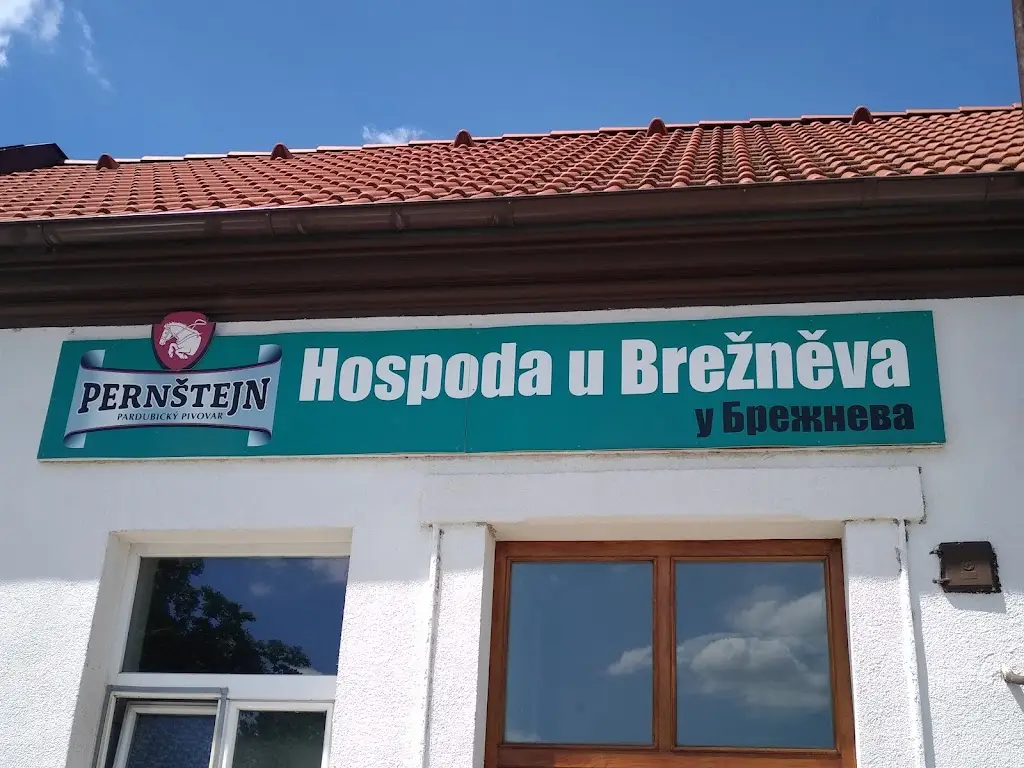 PERNŠTEJN
PARDUBICKÝ PIVOVAR
Hospoda u Brežněva
у Брежнева